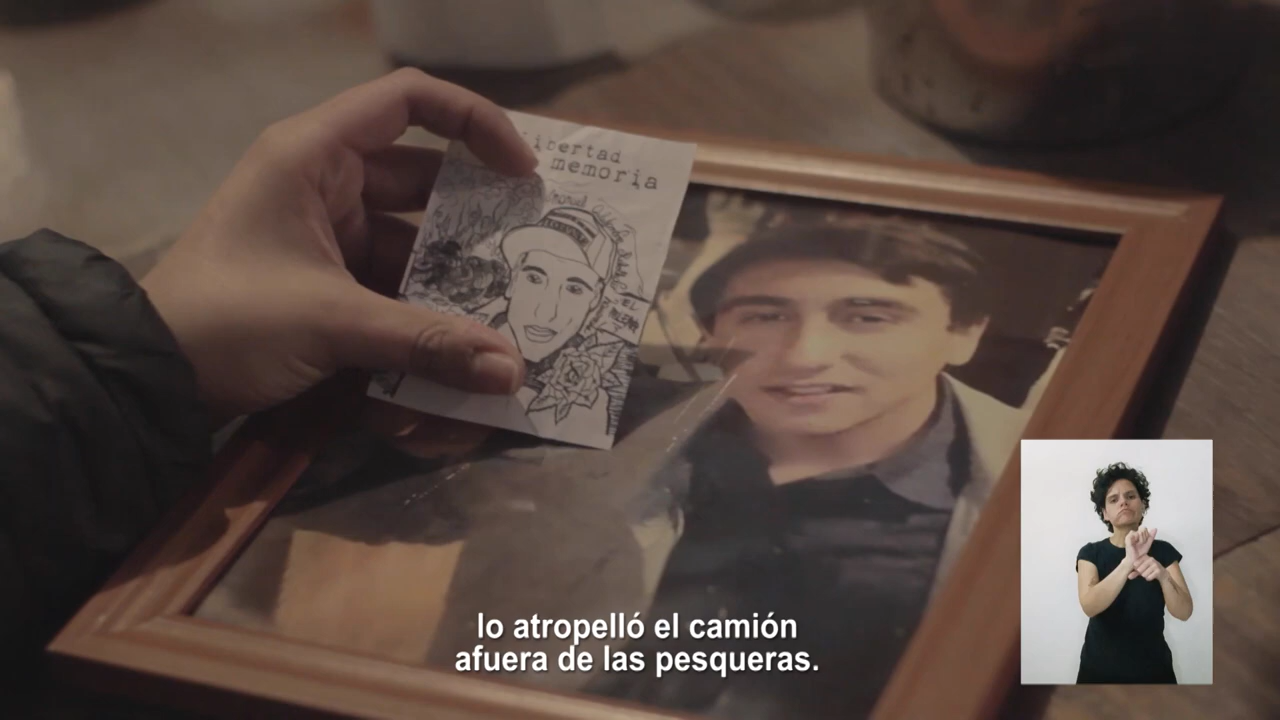 libertad
memoria
lo atropelló el camión
afuera de las pesqueras.